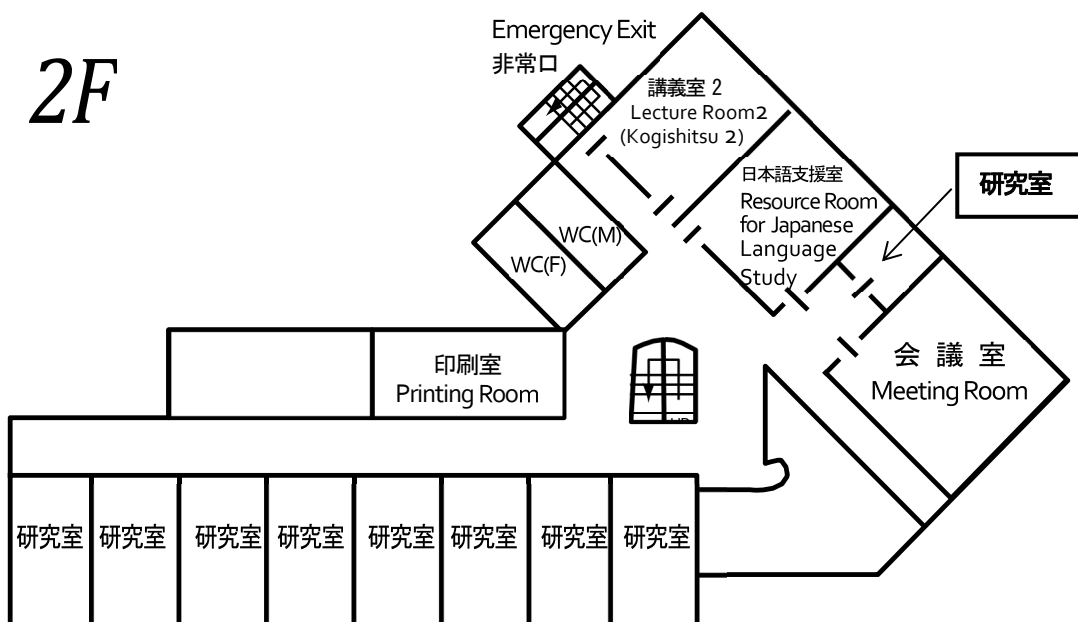 2F
Emergency Exit
非常口
講義室 2
Lecture Room2
(Kogishitsu 2)
日本語支援室
Resource Room
for Japanese
Language
Study
研究室
WC(M)
WC(F)
印刷室
Printing Room
会 議 室
Meeting Room
研究室
研究室
研究室
研究室
研究室
研究室
研究室
研究室